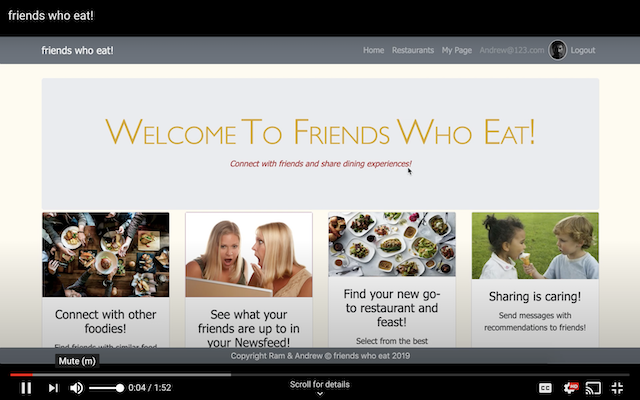 friends who eat!
friends who eat!
Home Restaurants My Page Andrew@123.com Logout
WELCOME TO FRIENDS WHO EAT!
Connect with friends and share dining experiences!
Connect with other
foodies!
Find friends with similar food
See what your
friends are up to in
your Newsfeed!
Find your new go-
to restaurant and
feast!
Select from the best
Sharing is caring!
Send messages with
recommendations to friends!
Copyright Ram & Andrew @ friends who eat 2019
Mute (m)
0:04 / 1:52
Scroll for details
CC
HD